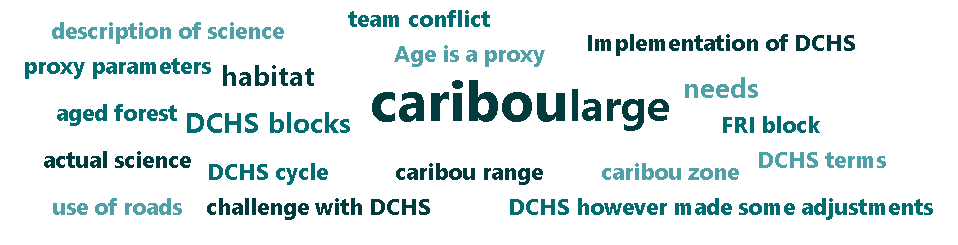 team conflict
description of science
Age is a proxy
Implementation of DCHS
proxy parameters
habitat
caribou
large
needs
aged forest
DCHS blocks
FRI block
actual science
DCHS cycle
caribou range
caribou zone
DCHS terms
use of roads
challenge with DCHS
DCHS however made some adjustments